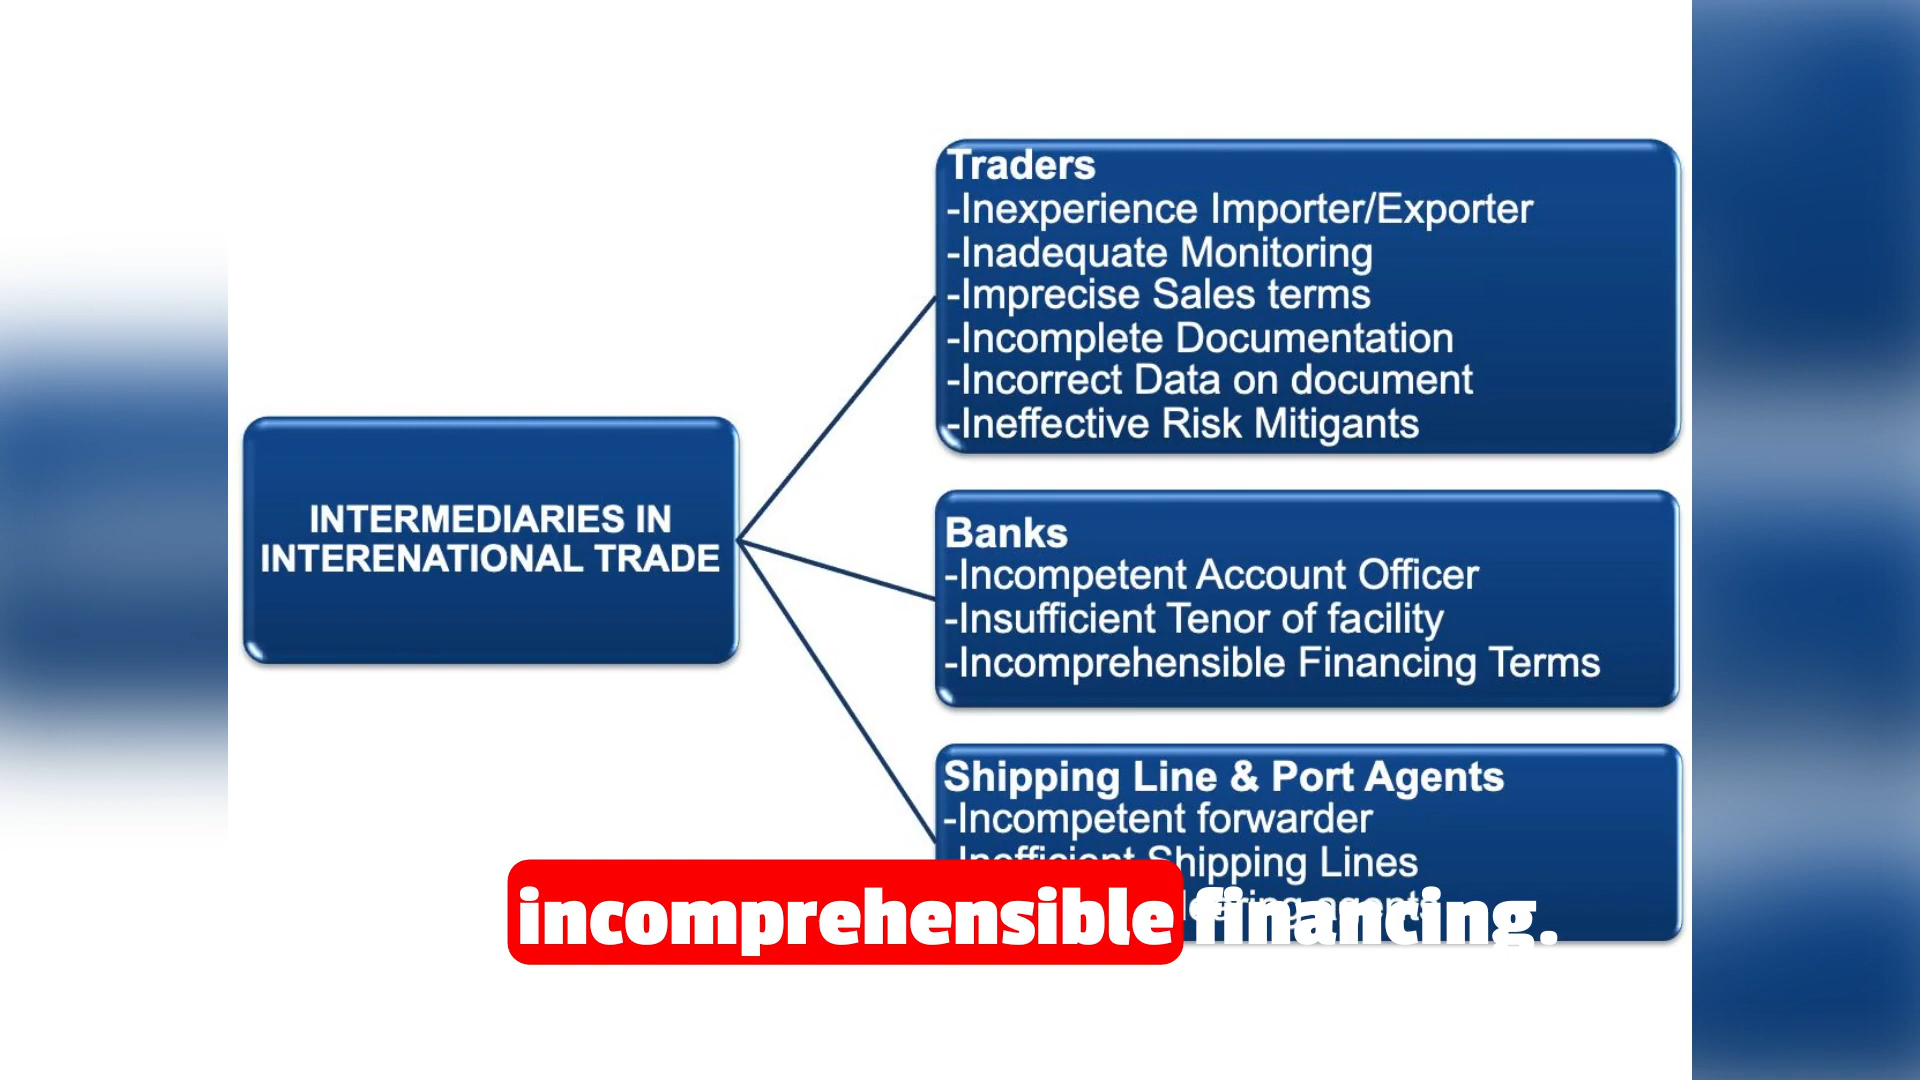 INTERMEDIARIES IN
INTERENATIONAL TRADE
Traders
-Inexperience Importer/Exporter
-Inadequate Monitoring
-Imprecise Sales terms
-Incomplete Documentation
-Incorrect Data on document
-Ineffective Risk Mitigants
Banks
-Incompetent Account Officer
-Insufficient Tenor of facility
-Incomprehensible Financing Terms
Shipping Line & Port Agents
-Incompetent forwarder
Inefficient Shipping Lines
agents
incomprehensible financing.